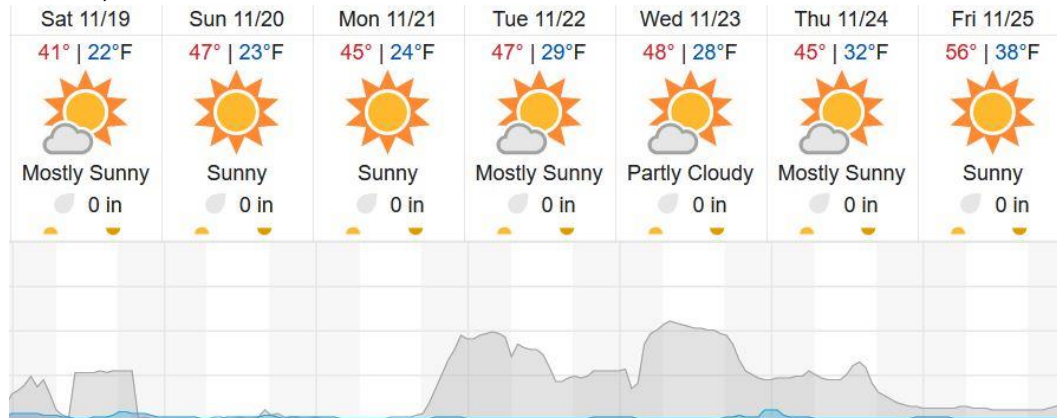 Sat 11/19 Sun 11/20 Mon 11/21 Tue 11/22 Wed 11/23 Thu 11/24 Fri 11/25
41° | 22°F 47° | 23°F 45° | 24°F 47° | 29°F 48° | 28°F 45° | 32°F 56° | 38°F
Mostly Sunny Sunny Sunny Mostly Sunny Partly Cloudy Mostly Sunny Sunny
0 in 0 in 0 in 0 in 0 in 0 in 0 in